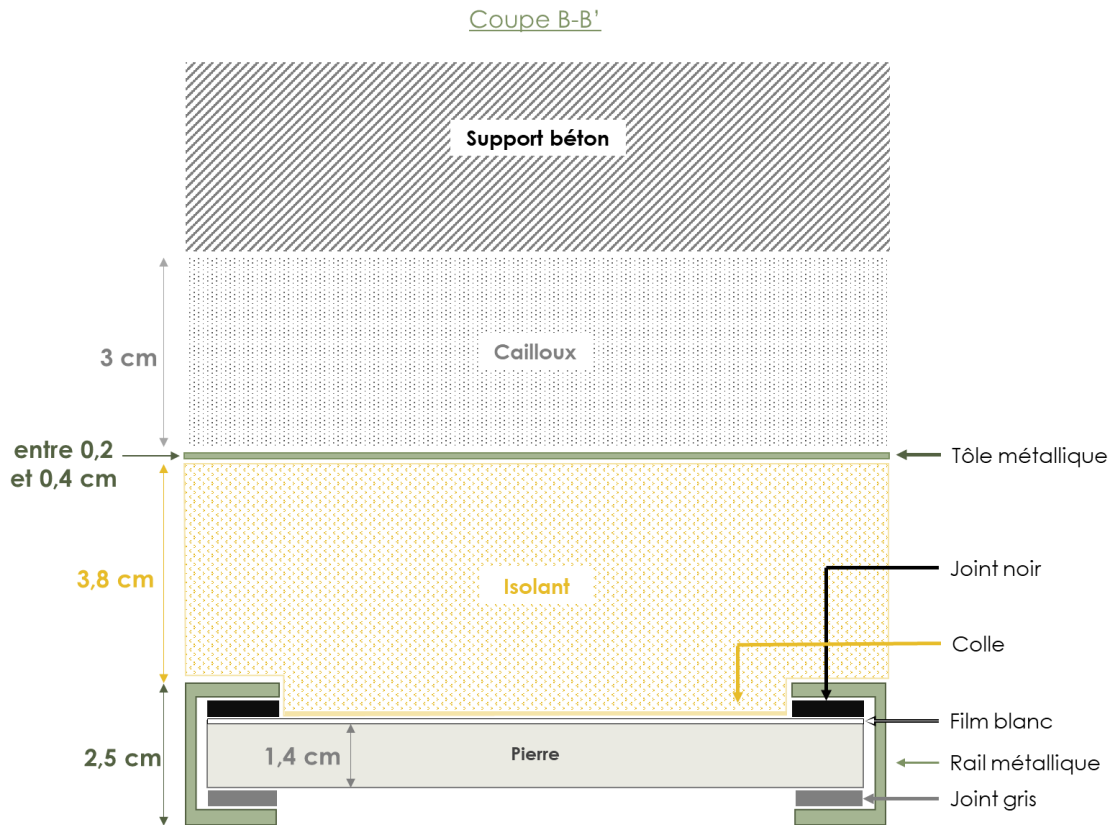 Coupe B-B'
Support béton
3 cm
Cailloux
entre 0,2
et 0,4 cm
Tôle métallique
3,8 cm
Isolant
Joint noir
Colle
Film blanc
2,5 cm
1,4 cm
Pierre
Rail métallique
Joint gris